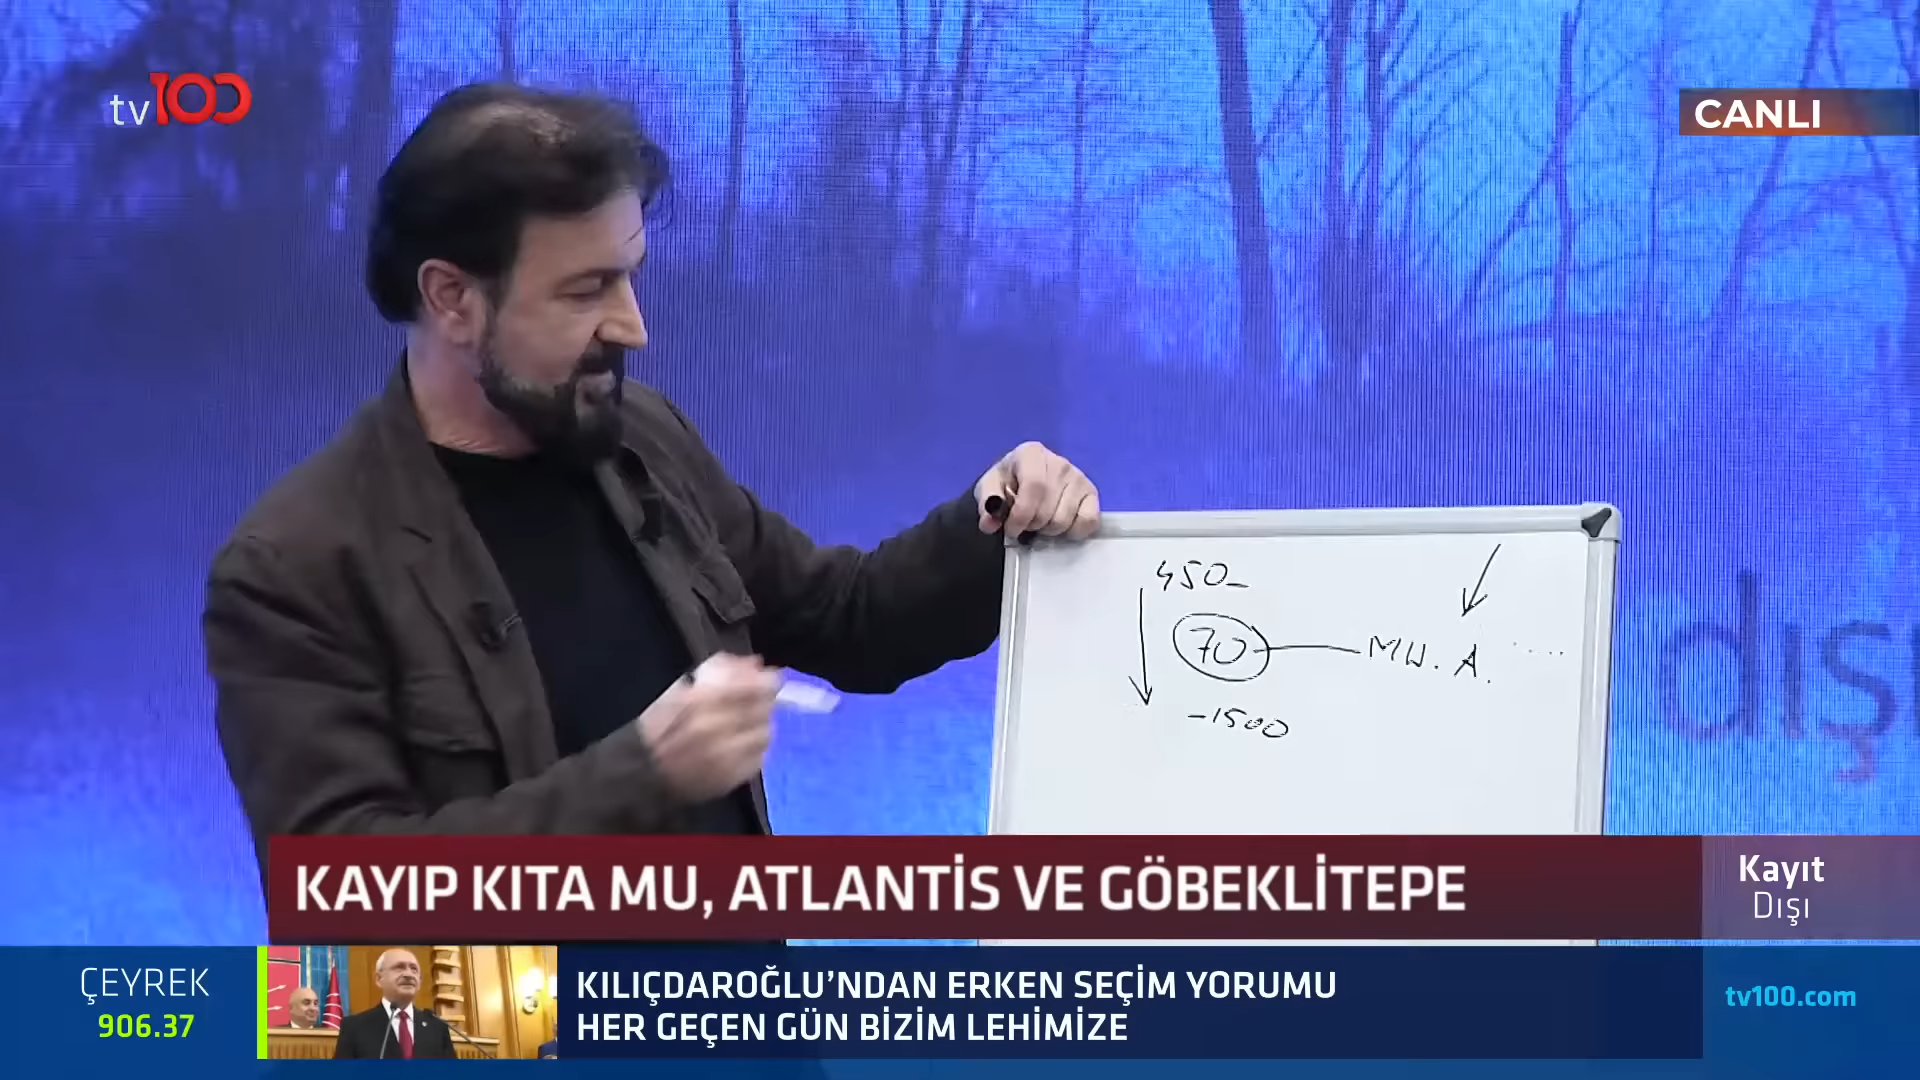 tv100
CANLI
450-
70 — MU. A.
-1500
dışı
KAYIP KITA MU, ATLANTİS VE GÖBEKLİTEPE
Kayıt
Dışı
ÇEYREK
906.37
KILIÇDAROĞLU'NDAN ERKEN SEÇİM YORUMU
HER GEÇEN GÜN BİZİM LEHİMİZE
tv100.com